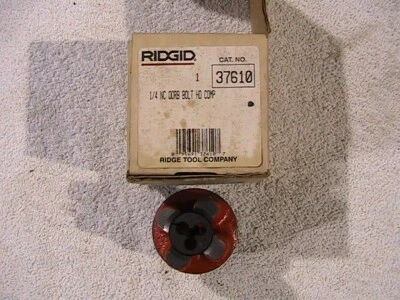 RIDGID
CAT. NO.
1
37610
1/4 NC OORB BOLT HD COMP
RIDGE TOOL COMPANY